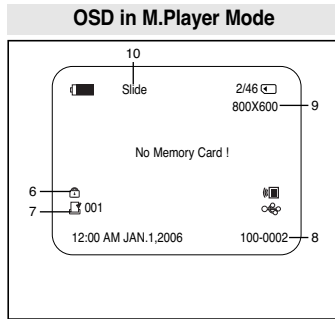 OSD in M.Player Mode
10
Slide 2/46
800X600 9
No Memory Card !
6
7 001
12:00 AM JAN.1,2006 100-0002 8